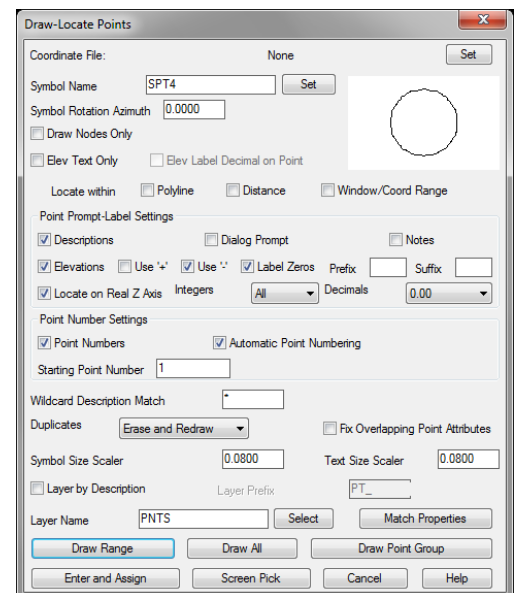 Draw-Locate Points
Coordinate File: None Set
Symbol Name SPT4 Set
Symbol Rotation Azimuth 0.0000
Draw Nodes Only
Elev Text Only Elev Label Decimal on Point
Locate within Polyline Distance Window/Coord Range
Point Prompt-Label Settings
Descriptions Dialog Prompt Notes
Elevations Use '+' Use '-' Label Zeros Prefix Suffix
Locate on Real Z Axis Integers All Decimals 0.00
Point Number Settings
Point Numbers Automatic Point Numbering
Starting Point Number 1
Wildcard Description Match *
Duplicates Erase and Redraw Fix Overlapping Point Attributes
Symbol Size Scaler 0.0800 Text Size Scaler 0.0800
Layer by Description Layer Prefix PT_
Layer Name PNTS Select Match Properties
Draw Range Draw All Draw Point Group
Enter and Assign Screen Pick Cancel Help